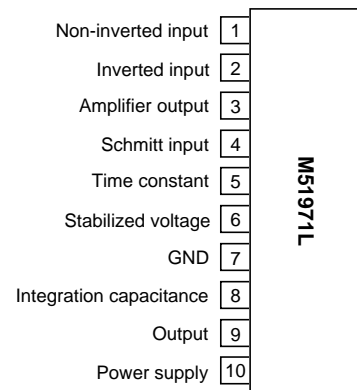 Non-inverted input 1
Inverted input 2
Amplifier output 3
Schmitt input 4
Time constant 5
Stabilized voltage 6
GND 7
Integration capacitance 8
Output 9
Power supply 10
M51971L